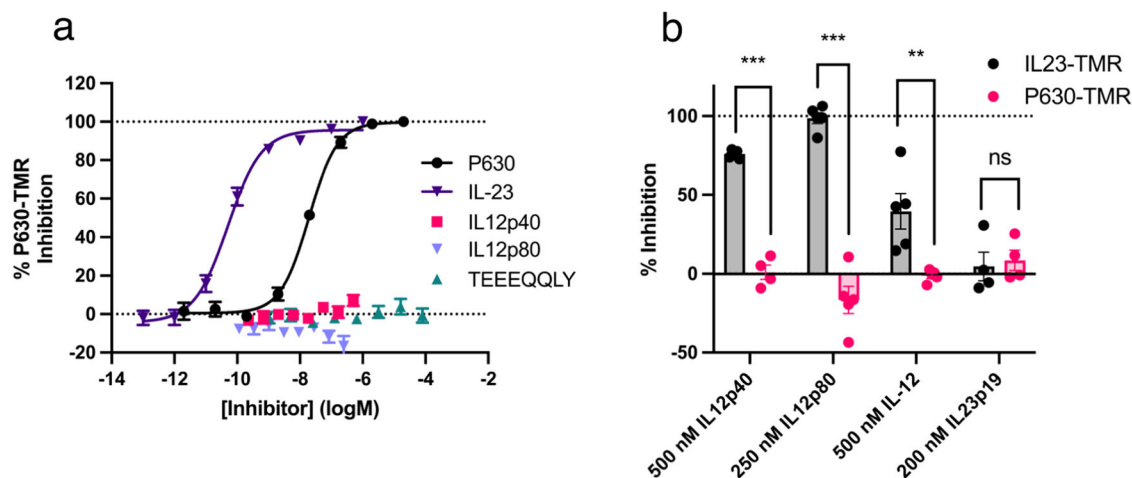 a
% P630-TMR
Inhibition
120
100
80
60
40
20
0
-20
-14
-12
-10
-8
-6
-4
-2
[Inhibitor] (logM)
P630
IL-23
IL12p40
IL12p80
TEEEQQLY
b
% Inhibition
100
50
0
-50
***
***
**
ns
IL23-TMR
P630-TMR
500 nM IL12p40
250 nM IL12p80
500 nM IL-12
200 nM IL23p19